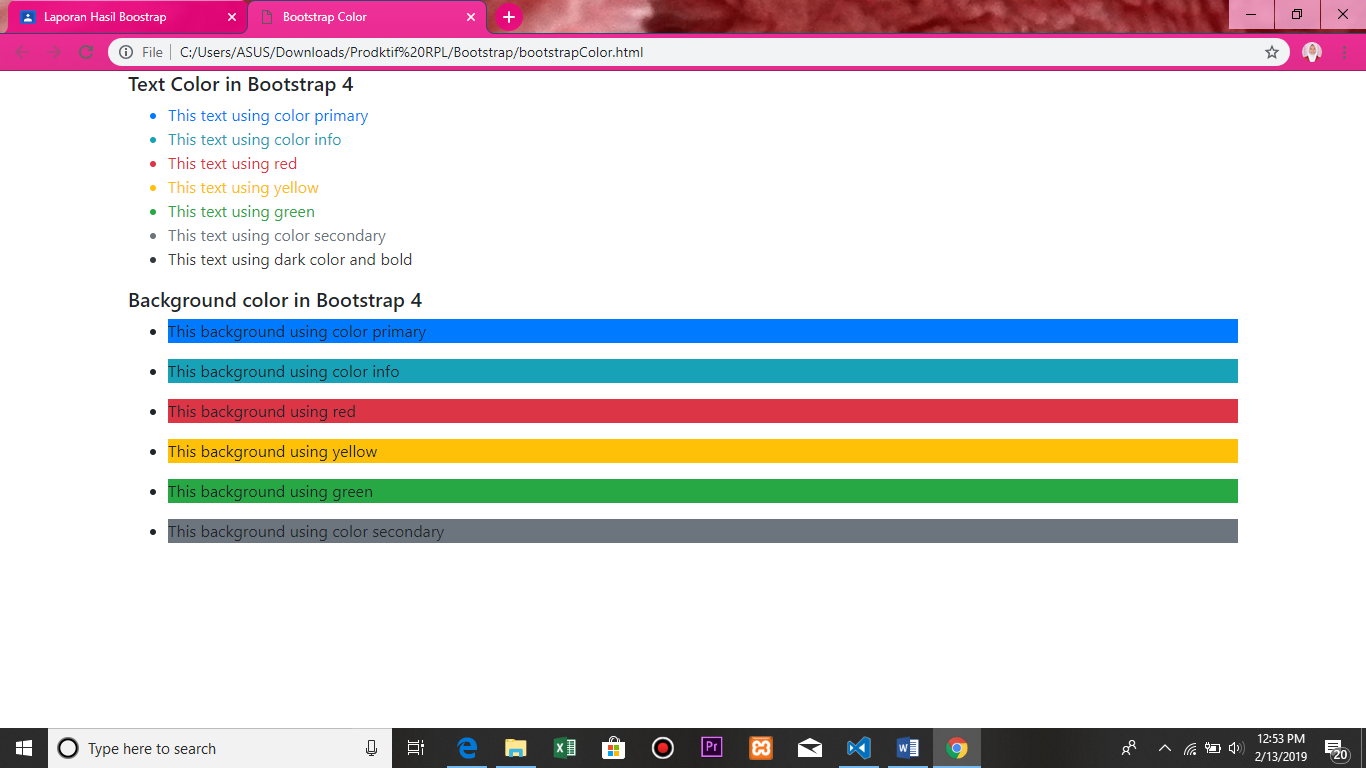 Laporan Hasil Boostrap
Bootstrap Color
File
C:/Users/ASUS/Downloads/Prodktif%20RPL/Bootstrap/bootstrapColor.html
Text Color in Bootstrap 4
This text using color primary
This text using color info
This text using red
This text using yellow
This text using green
This text using color secondary
This text using dark color and bold
Background color in Bootstrap 4
This background using color primary
This background using color info
This background using red
This background using yellow
This background using green
This background using color secondary
Type here to search
Pr
12:53 PM
2/13/2019
20